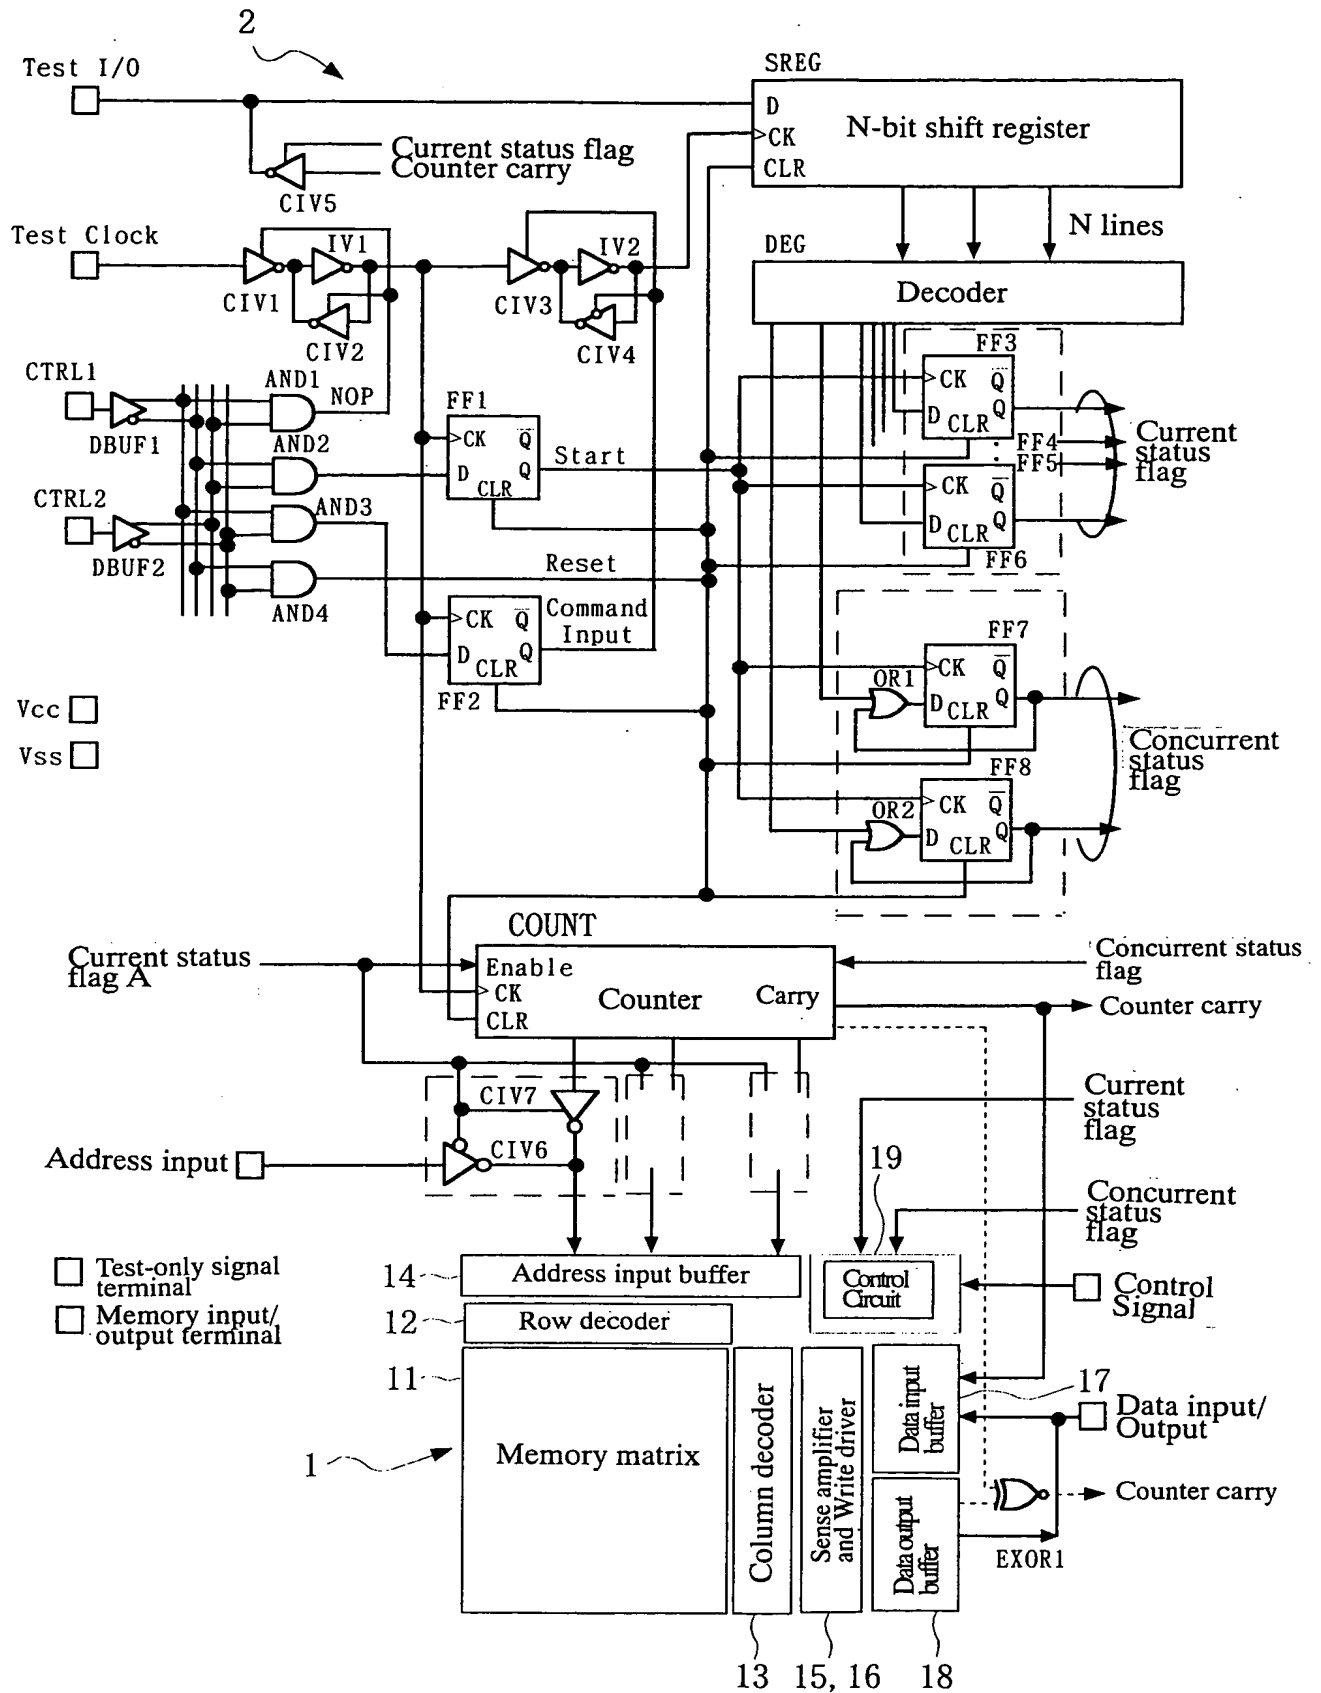 2
Test I/O
SREG
D
N-bit shift register
CK
CLR
Current status flag
Counter carry
CIV5
N lines
Test Clock
IV1
IV2
DEG
CIV1
CIV3
Decoder
CIV2
CIV4
FF3
CTRL1
AND1
NOP
CK Q
D Q
CLR
DBUF1
AND2
FF1
CK Q
D Q
CLR
Start
FF4
FF5
Current
status
flag
CK Q
D Q
CLR
FF6
CTRL2
AND3
DBUF2
Reset
AND4
Command
Input
CK Q
D Q
CLR
FF2
FF7
OR1
CK Q
D Q
CLR
Vcc
Vss
Concurrent
status
flag
FF8
OR2
CK Q
D Q
CLR
COUNT
Current status
flag A
Enable
CK
CLR
Counter
Carry
Concurrent status
flag
Counter carry
CIV7
Current
status
flag
Address input
CIV6
19
Concurrent
status
flag
Test-only signal
terminal
14
Address input buffer
Control
Circuit
Control
Signal
Memory input/
output terminal
12
Row decoder
11
Memory matrix
Column decoder
Sense amplifier
and Write driver
Data input
buffer
17
Data input/
Output
1
Counter carry
Data output
buffer
EXOR1
13
15, 16
18